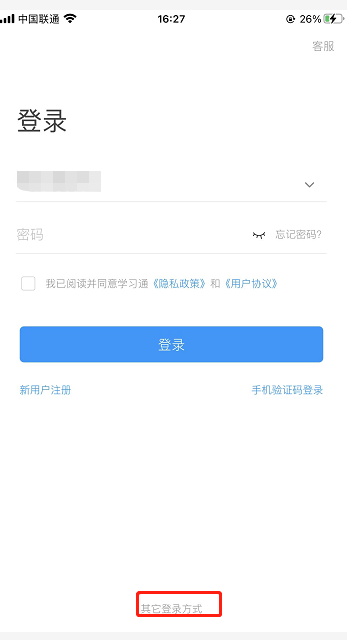 中国联通 16:27 26%
客服
登录
密码 忘记密码?
我已阅读并同意学习通《隐私政策》和《用户协议》
登录
新用户注册 手机验证码登录
其它登录方式